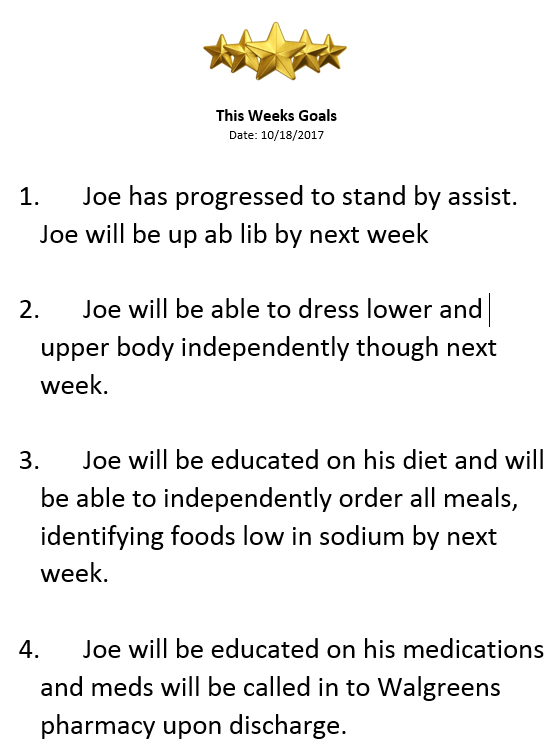 This Weeks Goals
Date: 10/18/2017
1. Joe has progressed to stand by assist.
Joe will be up ab lib by next week
2. Joe will be able to dress lower and
upper body independently though next
week.
3. Joe will be educated on his diet and will
be able to independently order all meals,
identifying foods low in sodium by next
week.
4. Joe will be educated on his medications
and meds will be called in to Walgreens
pharmacy upon discharge.